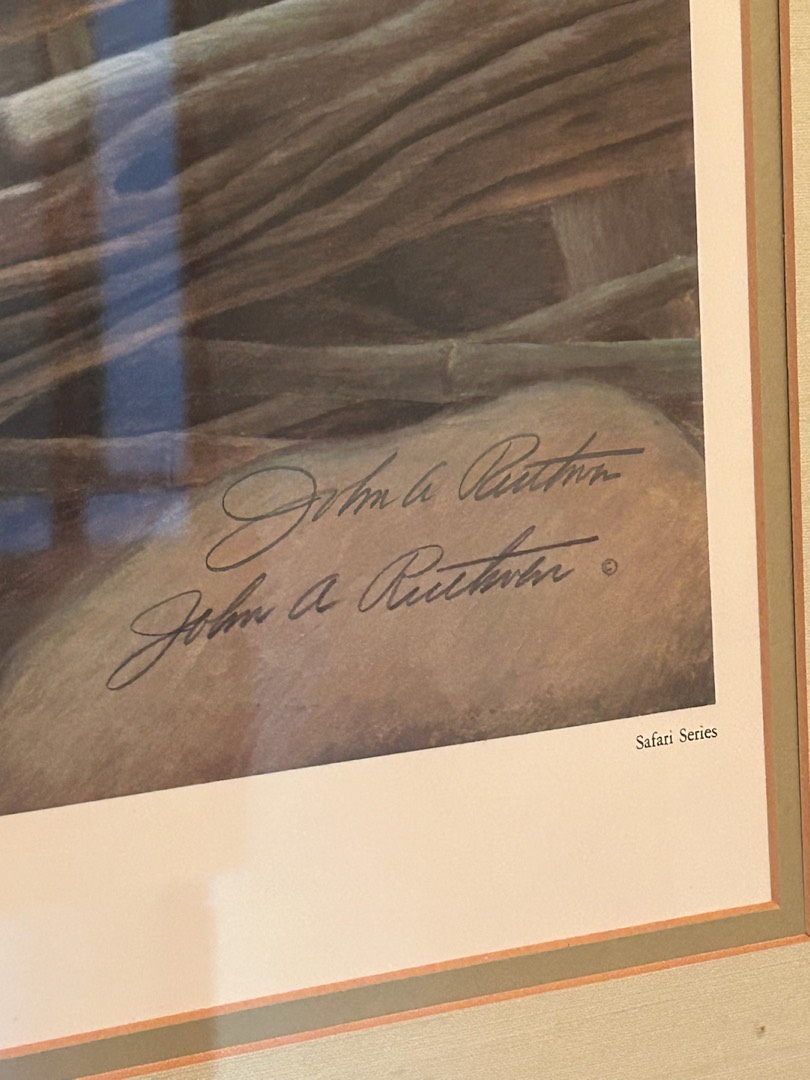 John A Ruthven
John A Ruthven ©
Safari Series